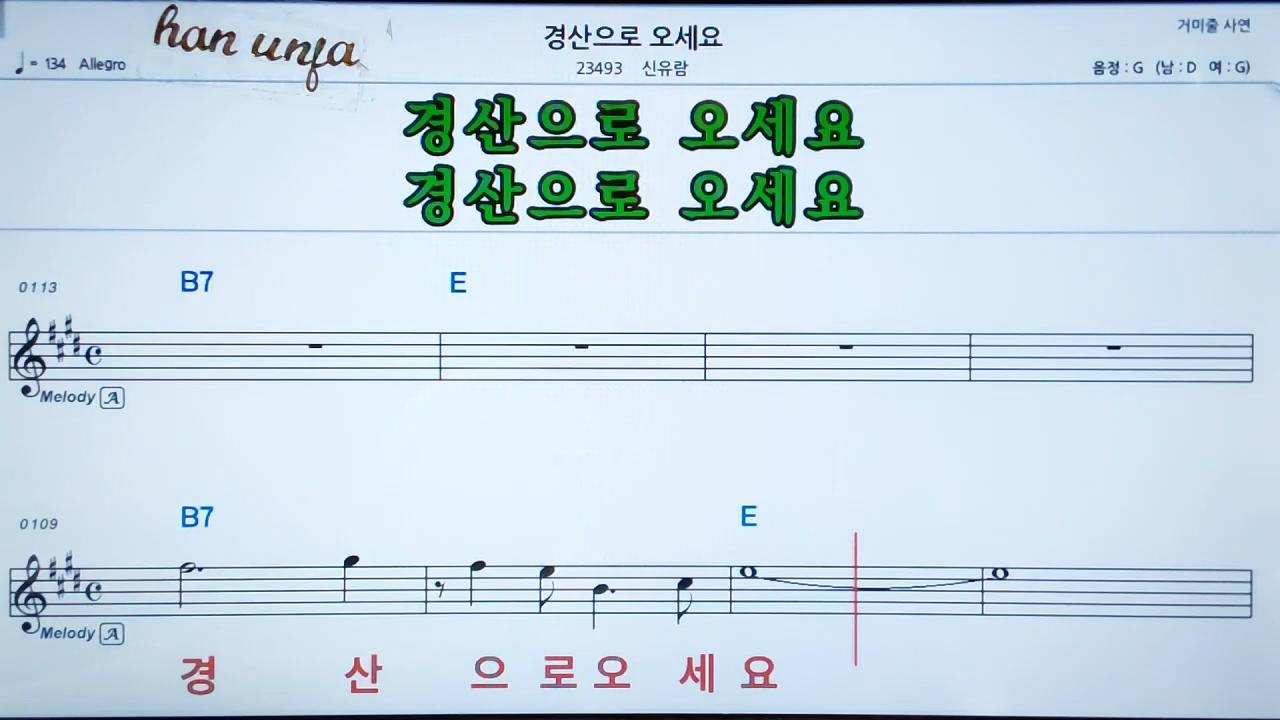 han unfa
경산으로 오세요
거미줄 사연
♩= 134 Allegro
23493 신유람
음정 : G (남 : D 여 : G)
경산으로 오세요
경산으로 오세요
0113
B7 E
Melody A
0109
B7 E
Melody A
경 산 으 로 오 세 요